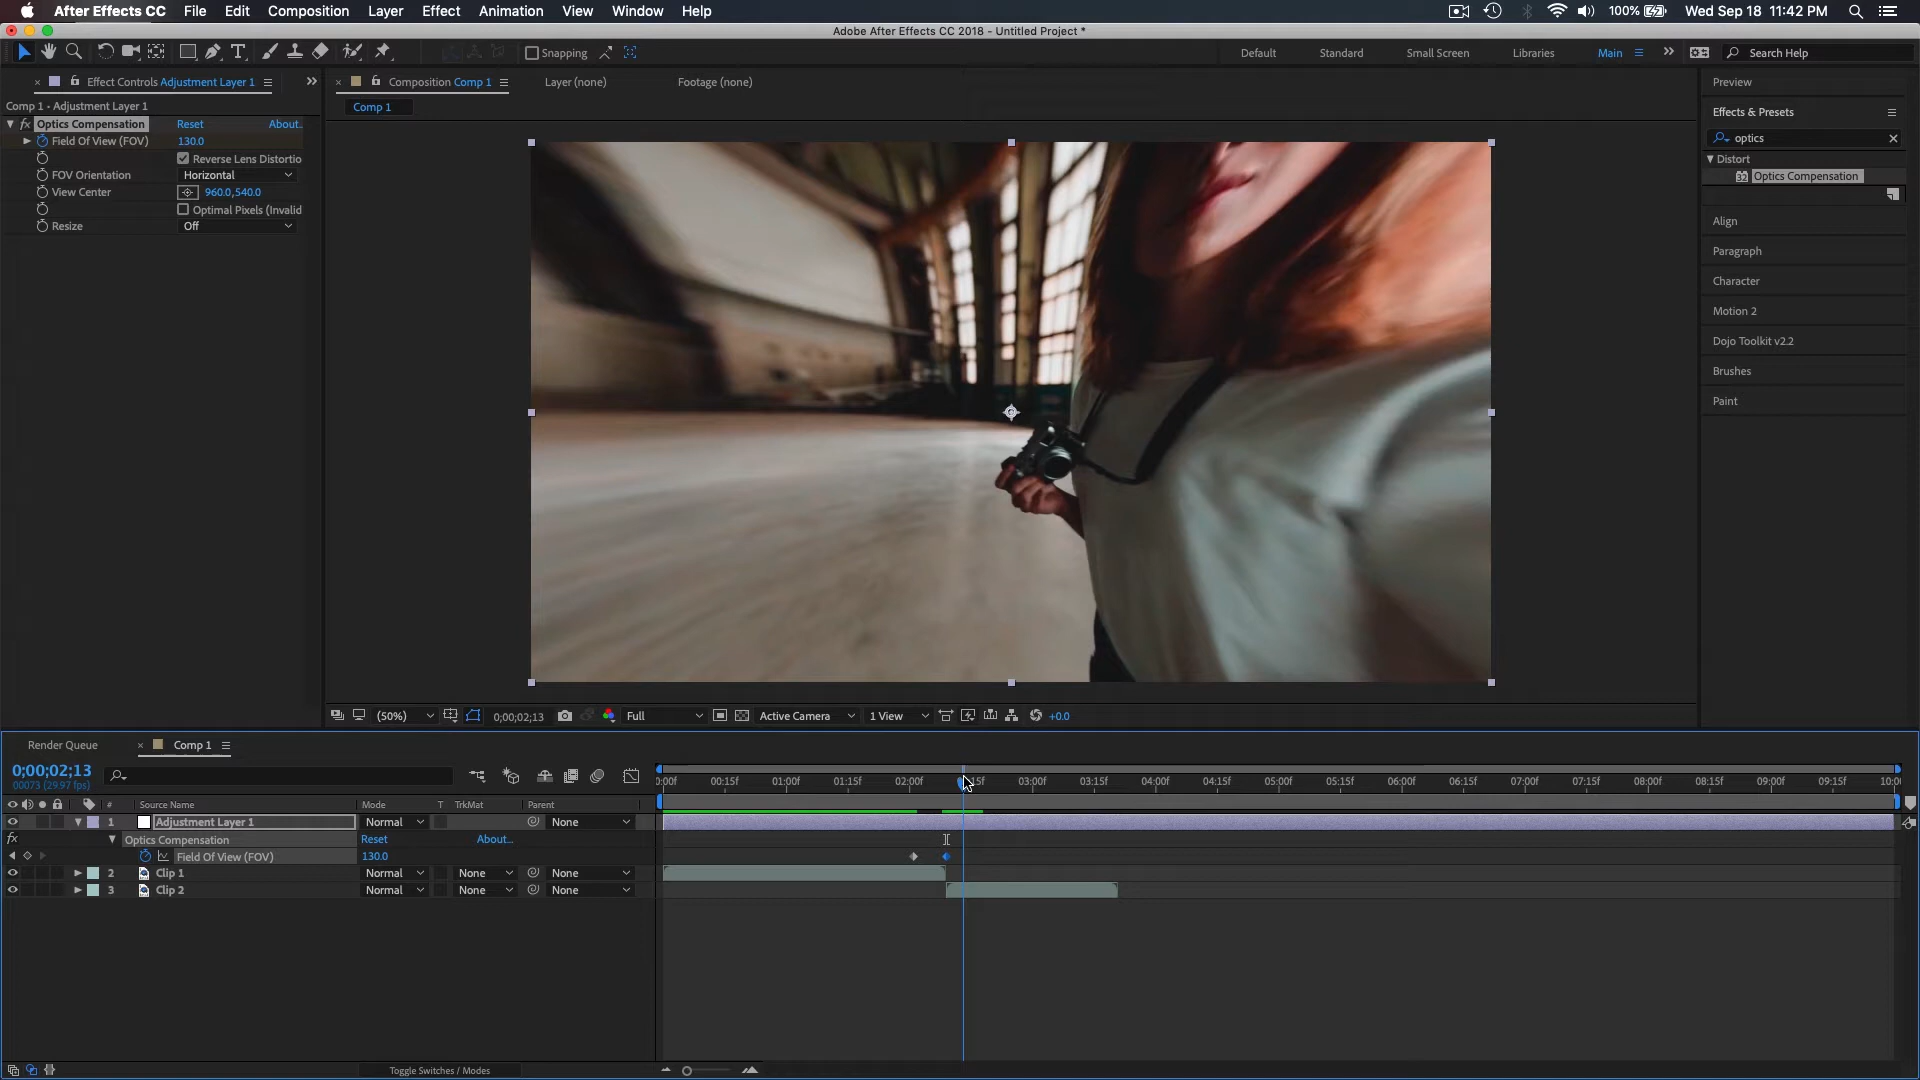 After Effects CC File Edit Composition Layer Effect Animation View Window Help 100% Wed Sep 18 11:42 PM
Adobe After Effects CC 2018 - Untitled Project *
Snapping Default Standard Small Screen Libraries Main Search Help
Effect Controls Adjustment Layer 1 Composition Comp 1 Layer (none) Footage (none) Preview
Comp 1 • Adjustment Layer 1
Comp 1
fx Optics Compensation Reset About..
Field Of View (FOV) 130.0
Reverse Lens Distortio
FOV Orientation Horizontal
View Center 960.0,540.0
Optimal Pixels (Invalid
Resize Off
Effects & Presets
optics
Distort
32 Optics Compensation
Align
Paragraph
Character
Motion 2
Dojo Toolkit v2.2
Brushes
Paint
(50%) 0;00;02;13 Full Active Camera 1 View +0.0
Render Queue Comp 1
0;00;02;13
00073 (29.97 fps)
0:00f 00:15f 01:00f 01:15f 02:00f 15f 03:00f 03:15f 04:00f 04:15f 05:00f 05:15f 06:00f 06:15f 07:00f 07:15f 08:00f 08:15f 09:00f 09:15f 10:0
# Source Name Mode T TrkMat Parent
1 Adjustment Layer 1 Normal None
fx Optics Compensation Reset About...
Field Of View (FOV) 130.0
2 Clip 1 Normal None None
3 Clip 2 Normal None None
Toggle Switches / Modes